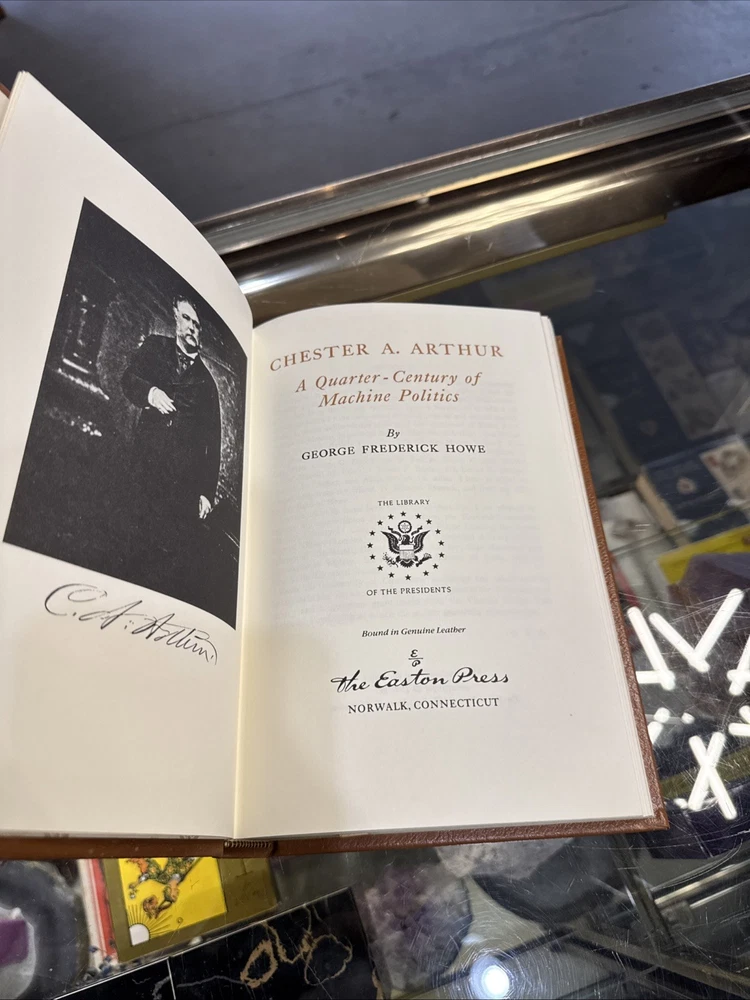 C. A. Arthur.
CHESTER A. ARTHUR
A Quarter-Century of
Machine Politics
By
GEORGE FREDERICK HOWE
THE LIBRARY
OF THE PRESIDENTS
Bound in Genuine Leather
E/P
the Easton Press
NORWALK, CONNECTICUT